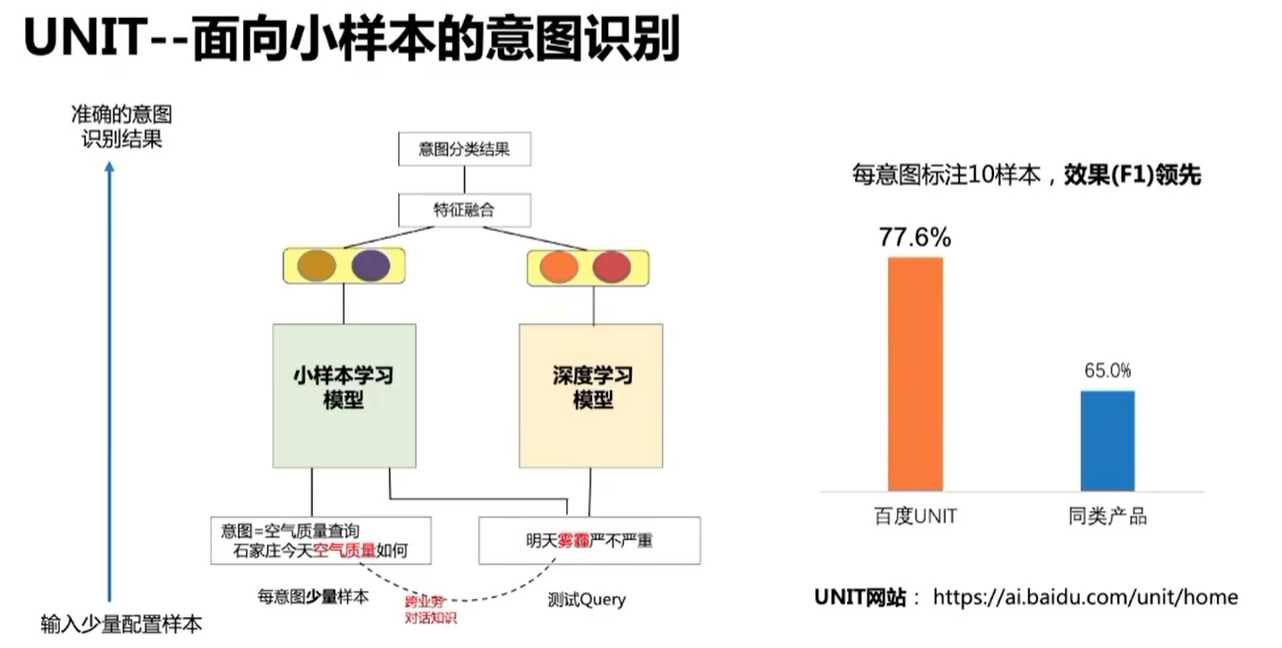 UNIT--面向小样本的意图识别
准确的意图
识别结果
意图分类结果
特征融合
小样本学习
模型
深度学习
模型
意图=空气质量查询
石家庄今天空气质量如何
明天雾霾严不严重
每意图少量样本
跨业务
对话知识
测试Query
输入少量配置样本
每意图标注10样本，效果(F1)领先
77.6%
65.0%
百度UNIT
同类产品
UNIT网站： https://ai.baidu.com/unit/home